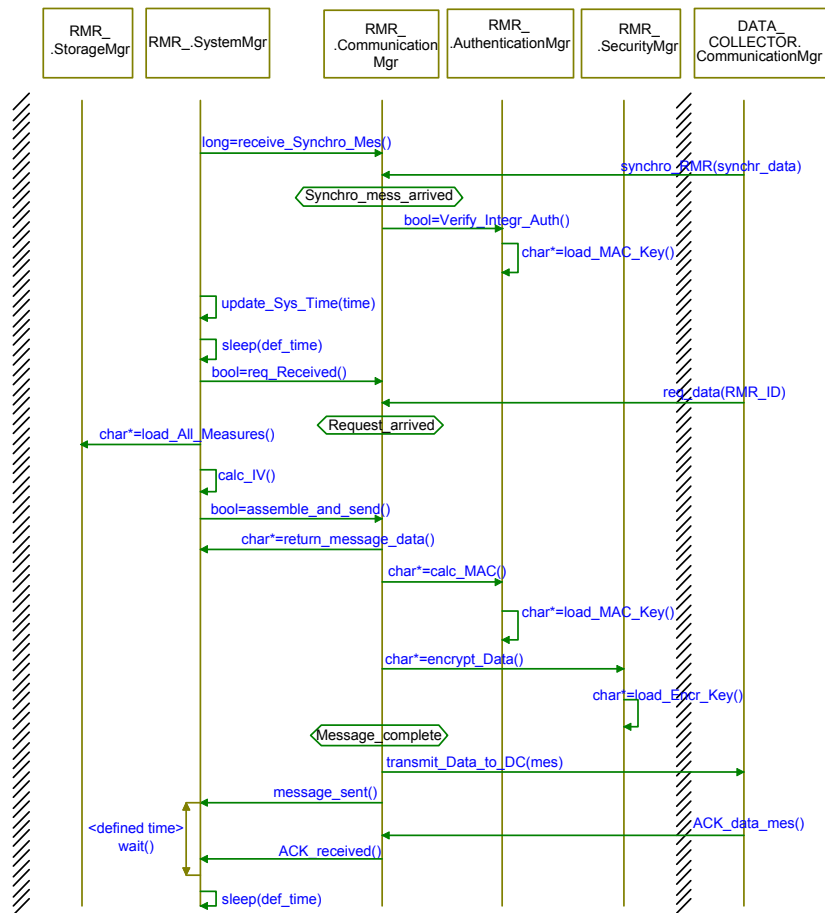 RMR_
.StorageMgr
RMR_.SystemMgr
RMR_
.Communication
Mgr
RMR_
.AuthenticationMgr
RMR_
.SecurityMgr
DATA_
COLLECTOR.
CommunicationMgr
long=receive_Synchro_Mes()
synchro_RMR(synchr_data)
Synchro_mess_arrived
bool=Verify_Integr_Auth()
char*=load_MAC_Key()
update_Sys_Time(time)
sleep(def_time)
bool=req_Received()
req_data(RMR_ID)
Request_arrived
char*=load_All_Measures()
calc_IV()
bool=assemble_and_send()
char*=return_message_data()
char*=calc_MAC()
char*=load_MAC_Key()
char*=encrypt_Data()
char*=load_Encr_Key()
Message_complete
transmit_Data_to_DC(mes)
message_sent()
<defined time>
wait()
ACK_data_mes()
ACK_received()
sleep(def_time)